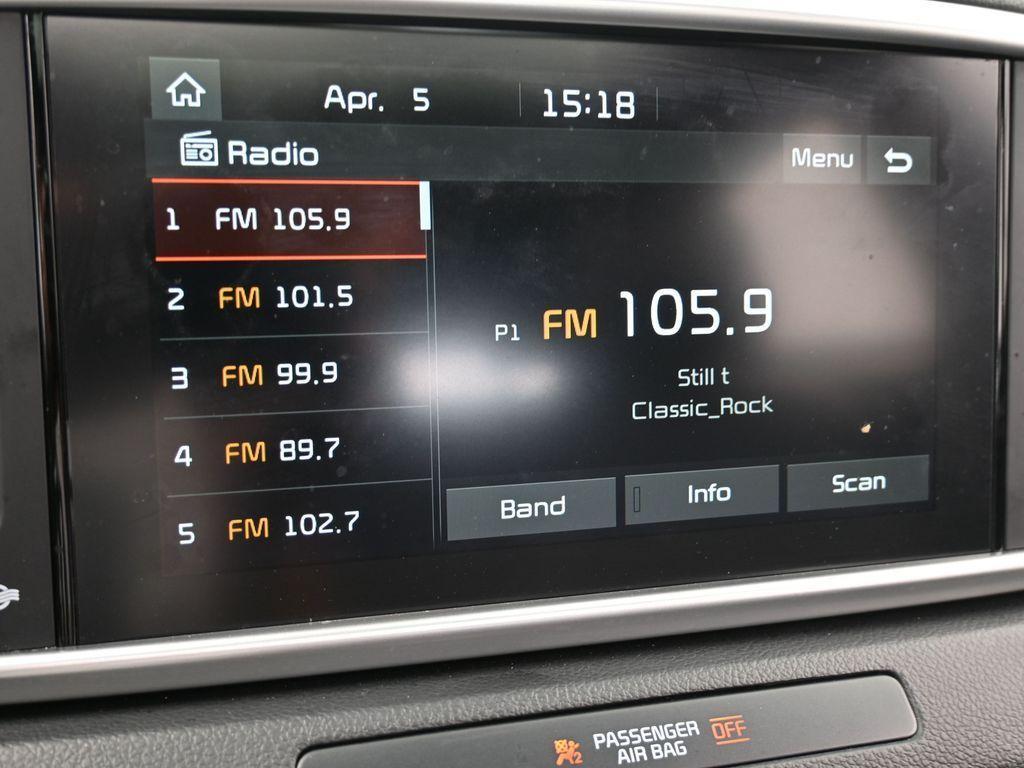 Apr. 5 15:18
Radio Menu
1 FM 105.9
2 FM 101.5
3 FM 99.9
4 FM 89.7
5 FM 102.7
P1 FM 105.9
Still t
Classic_Rock
Band Info Scan
PASSENGER OFF
AIR BAG
2